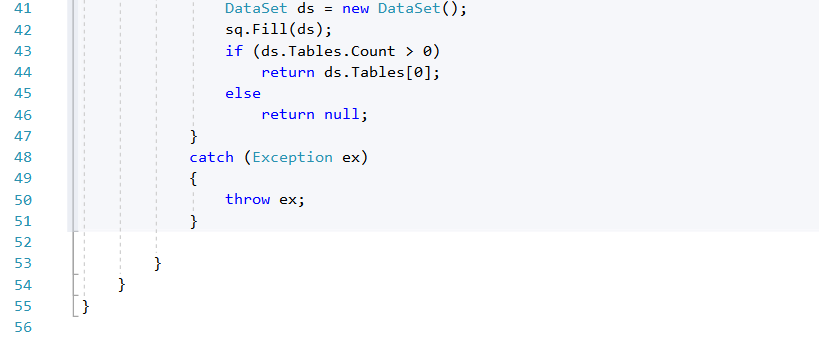 41 DataSet ds = new DataSet();
42 sq.Fill(ds);
43 if (ds.Tables.Count > 0)
44 return ds.Tables[0];
45 else
46 return null;
47 }
48 catch (Exception ex)
49 {
50 throw ex;
51 }
52
53 }
54 }
55 }
56